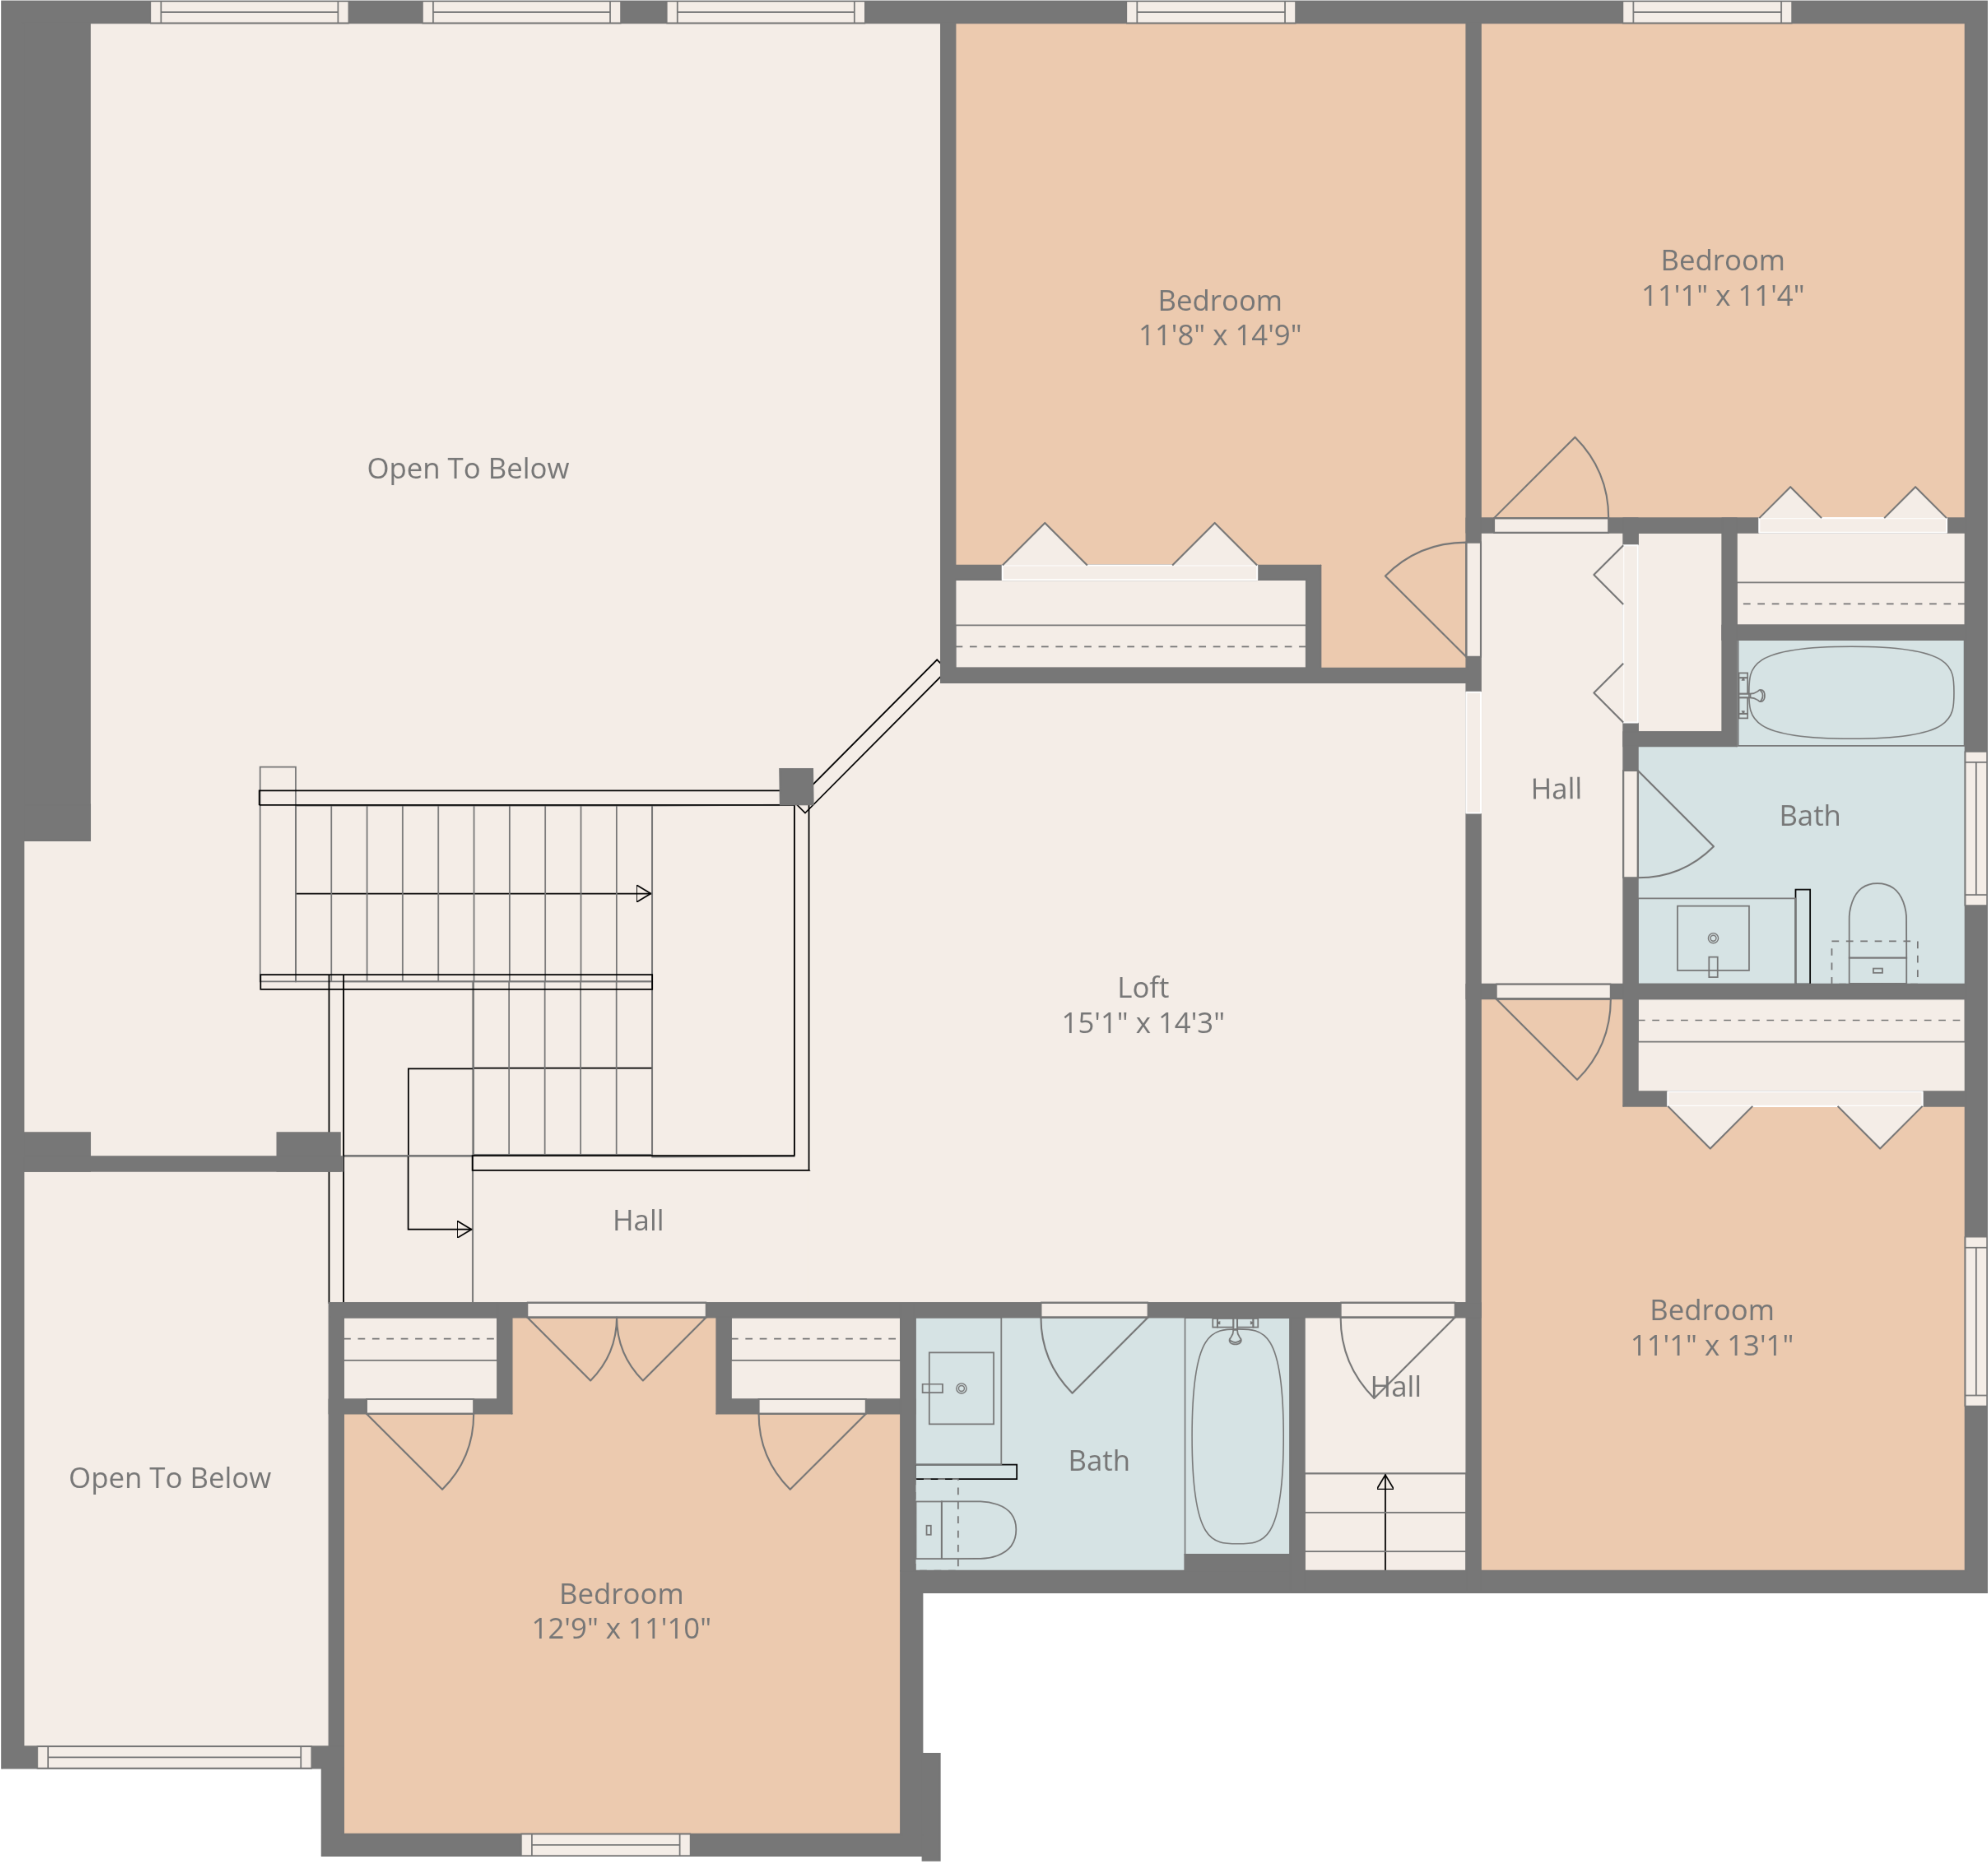 Bedroom
11'1" x 11'4"
Bedroom
11'8" x 14'9"
Open To Below
Hall
Bath
Loft
15'1" x 14'3"
Hall
Bedroom
11'1" x 13'1"
Hall
Bath
Open To Below
Bedroom
12'9" x 11'10"